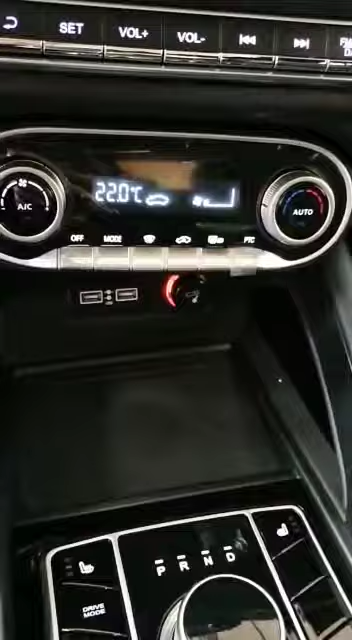 SET VOL+ VOL-
22.0℃
A/C AUTO
OFF MODE PTC
P R N D
DRIVE
MODE